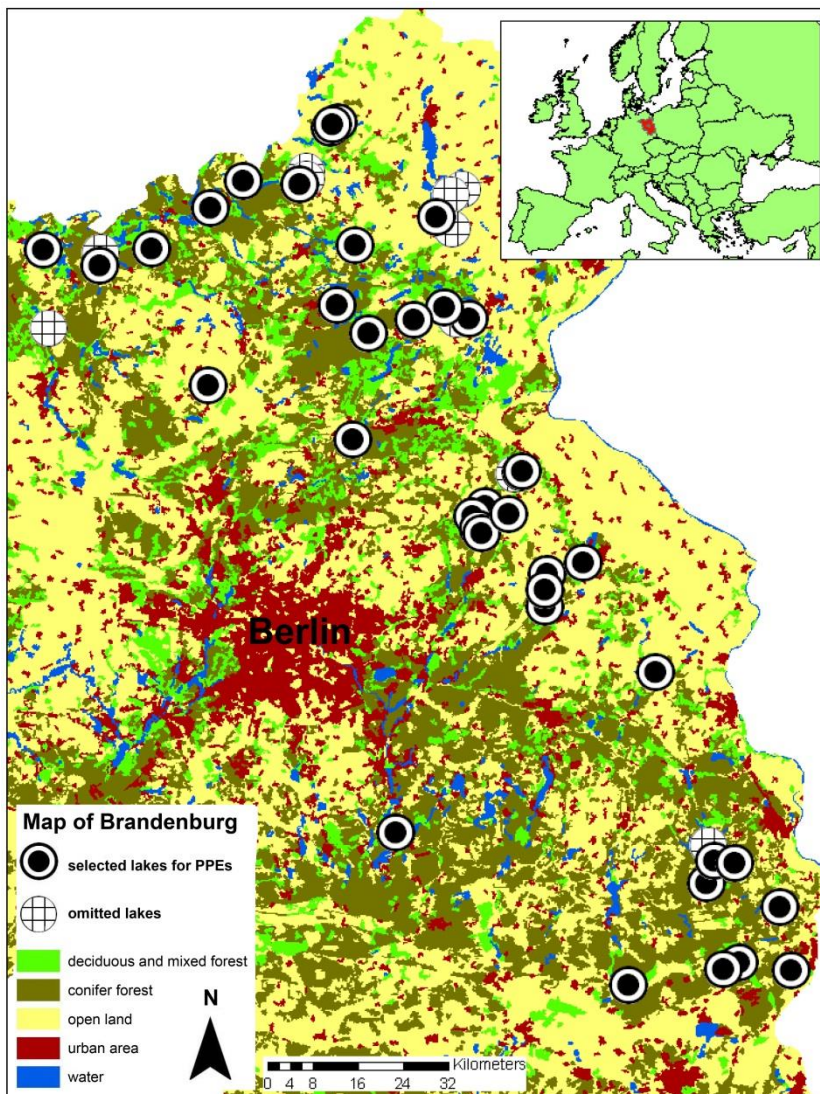 Berlin
Map of Brandenburg
selected lakes for PPEs
omitted lakes
deciduous and mixed forest
conifer forest
open land
urban area
water
N
Kilometers
0 4 8 16 24 32